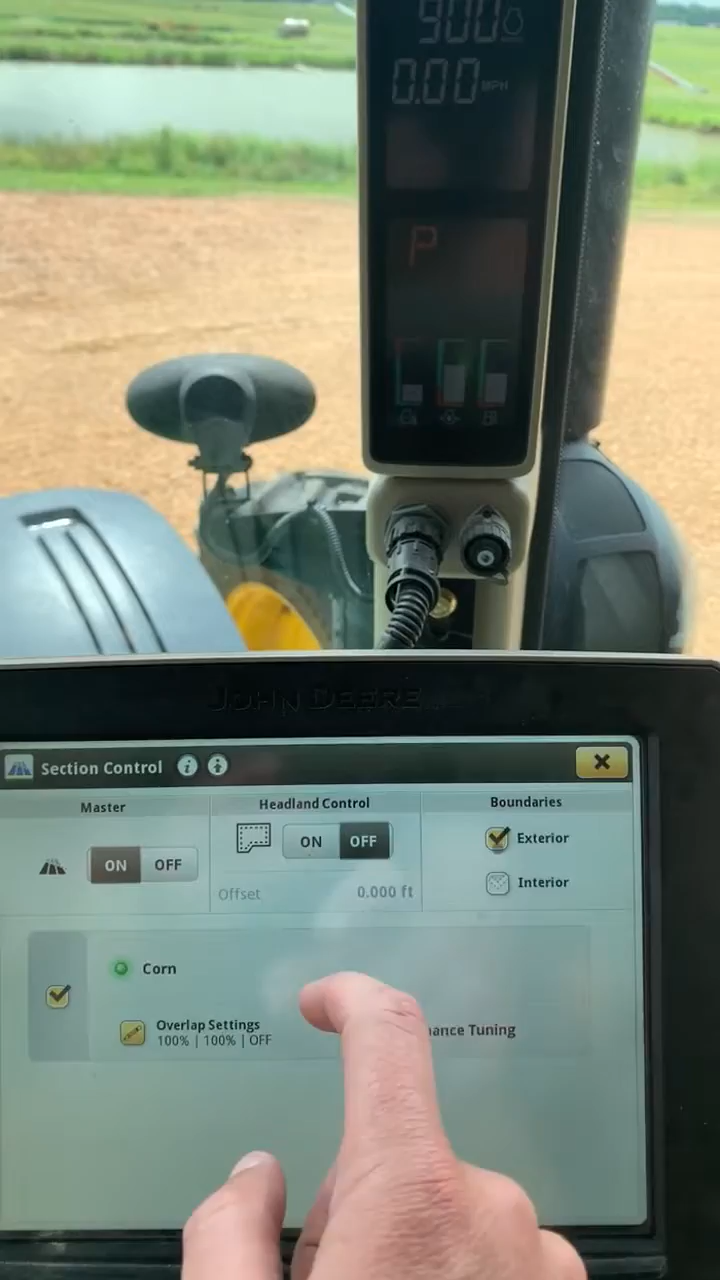 900
0.00 MPH
P
JOHN DEERE
Section Control
Master
Headland Control
Boundaries
ON OFF
ON OFF
Exterior
Offset 0.000 ft
Interior
Corn
Overlap Settings
100% | 100% | OFF
Tuning